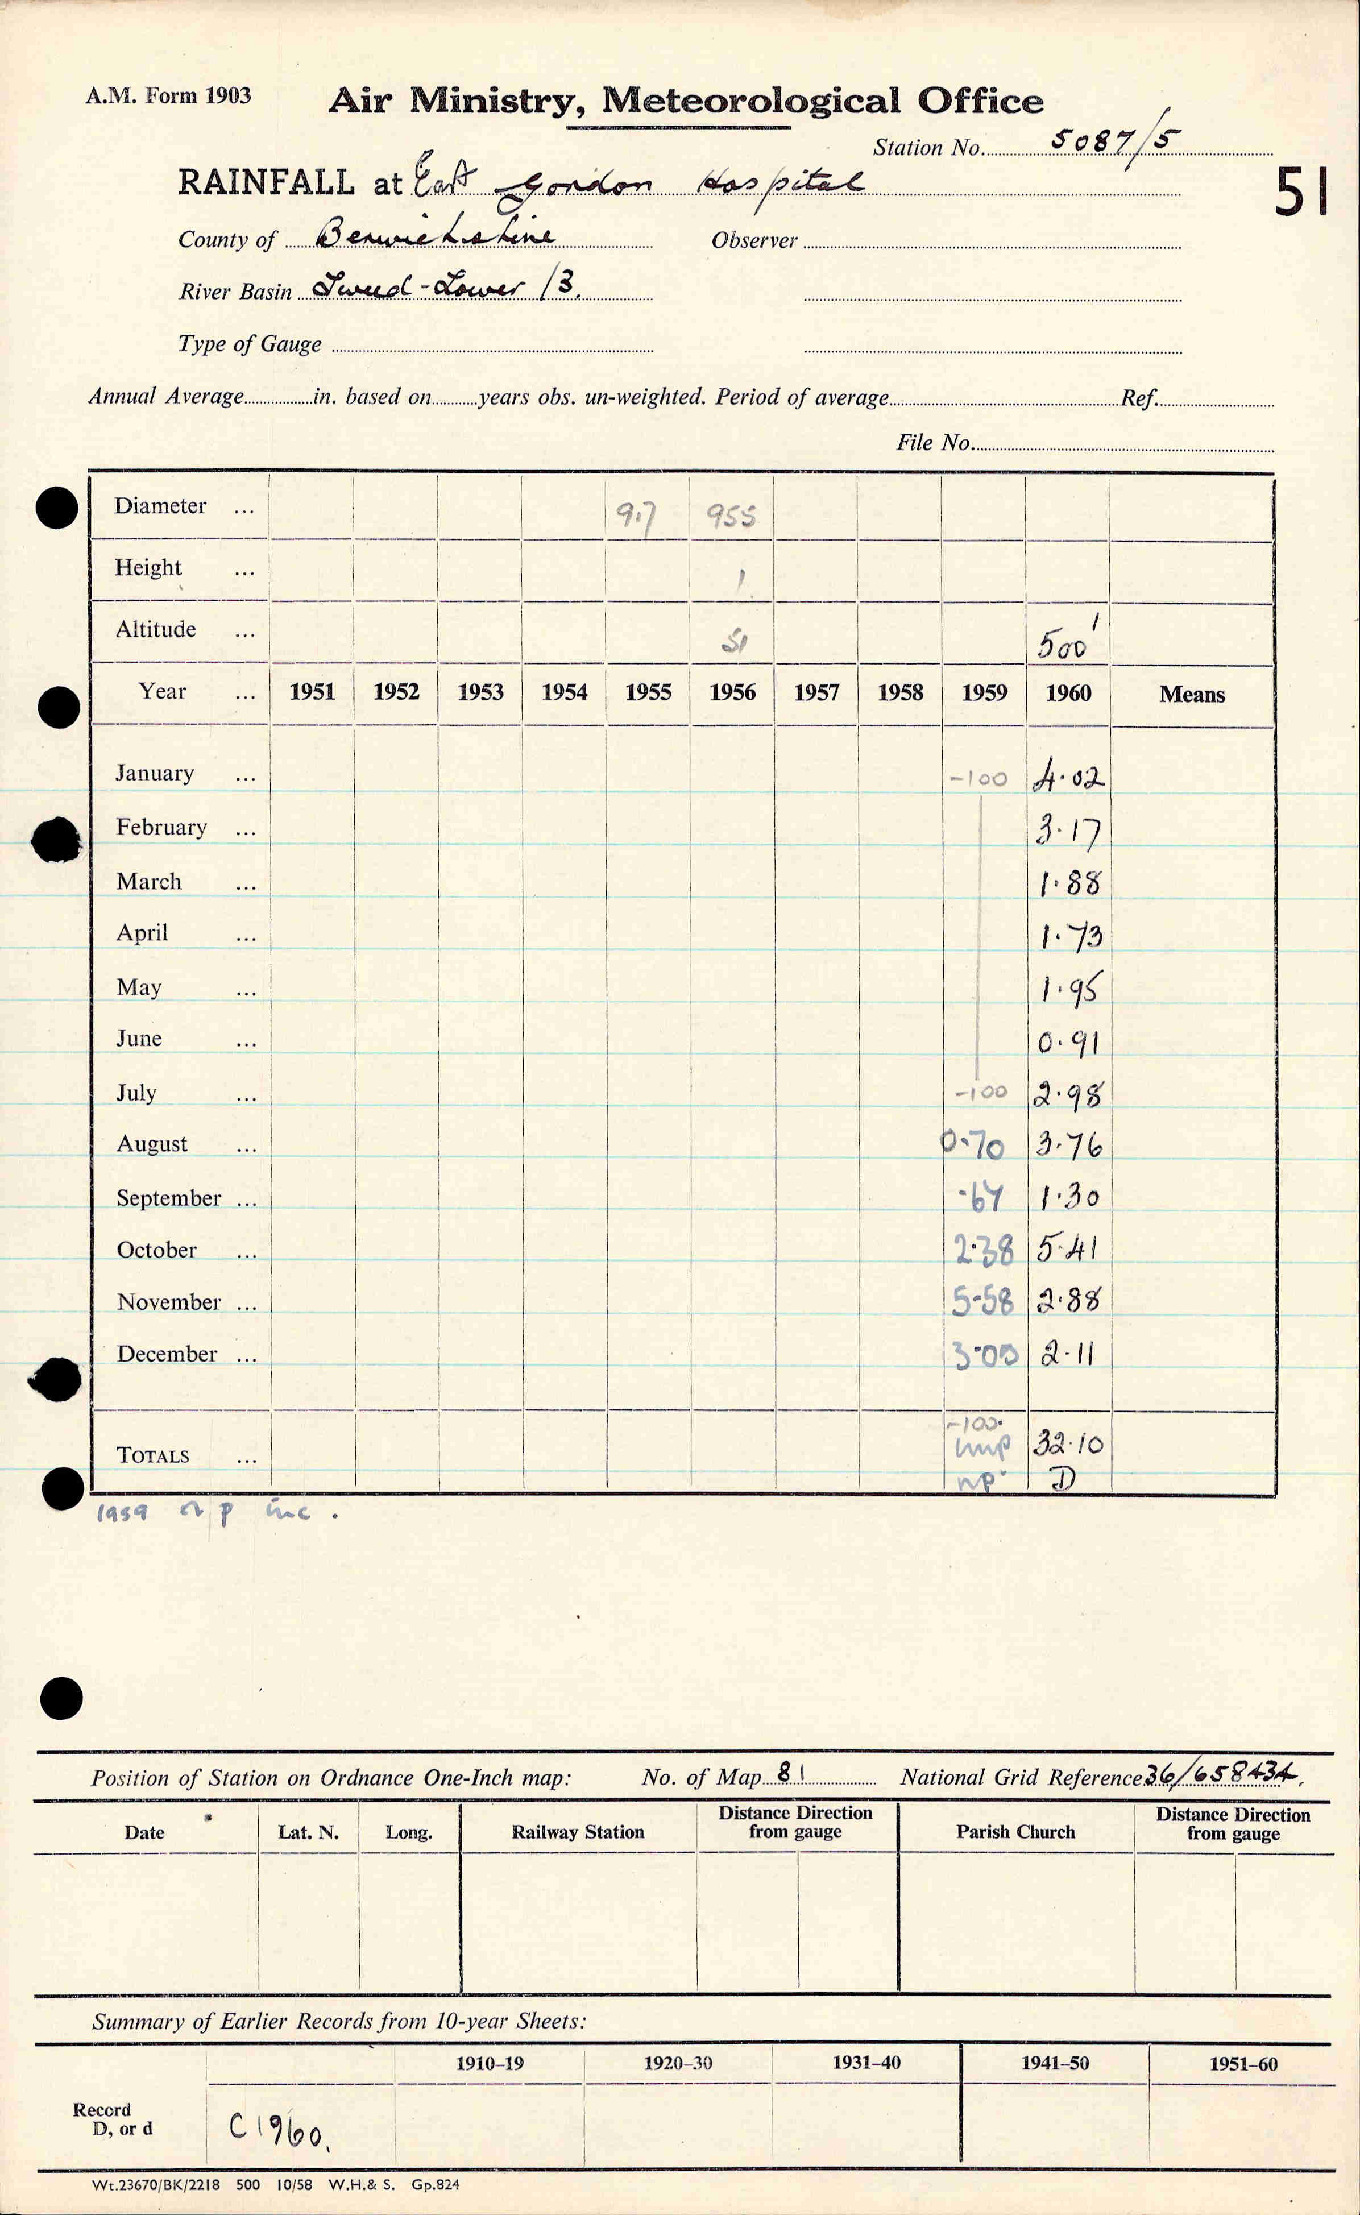 A.M. Form 1903 Air Ministry, Meteorological Office
Station No. 5087/5
RAINFALL at East Gordon Hospital 51
County of Berwickshire Observer
River Basin Tweed-Lower /3.
Type of Gauge
Annual Average in. based on years obs. un-weighted. Period of average Ref.
File No.
Diameter ... 9.7 955
Height ... 1
Altitude ... 51 500'
Year ... 1951 1952 1953 1954 1955 1956 1957 1958 1959 1960 Means
January ... -100 4.02
February ... 3.17
March ... 1.88
April ... 1.73
May ... 1.95
June ... 0.91
July ... -100 2.98
August ... 0.70 3.76
September ... .67 1.30
October ... 2.38 5.41
November ... 5.58 2.88
December ... 2.11
-100.
TOTALS ... imp 32.10
np D
1959 np inc.
Position of Station on Ordnance One-Inch map: No. of Map 81 National Grid Reference 36/658434.
Date Lat. N. Long. Railway Station Distance Direction from gauge Parish Church Distance Direction from gauge
Summary of Earlier Records from 10-year Sheets:
1910–19 1920–30 1931–40 1941–50 1951–60
Record
D, or d C1960.
Wt.23670/BK/2218 500 10/58 W.H.& S. Gp.824